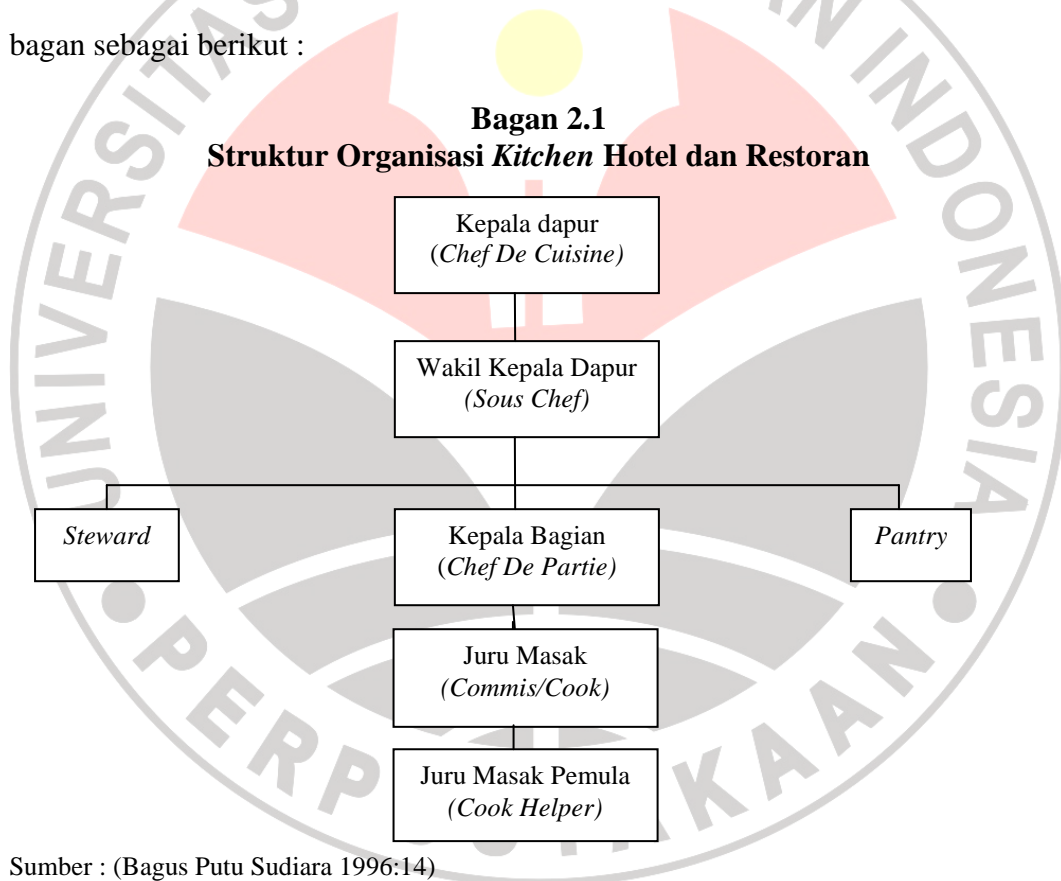 bagan sebagai berikut :
Bagan 2.1
Struktur Organisasi Kitchen Hotel dan Restoran
Kepala dapur
(Chef De Cuisine)
Wakil Kepala Dapur
(Sous Chef)
Steward
Kepala Bagian
(Chef De Partie)
Pantry
Juru Masak
(Commis/Cook)
Juru Masak Pemula
(Cook Helper)
Sumber : (Bagus Putu Sudiara 1996:14)
INDONESIA